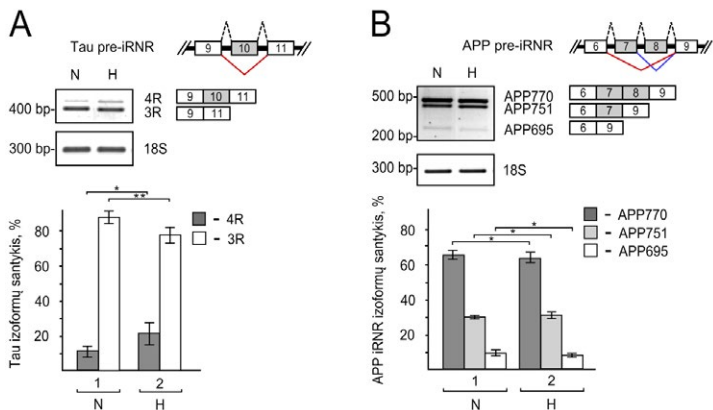 A
Tau pre-iRNR
9 10 11
N H
4R
3R
400 bp
9 10 11
9 11
300 bp
18S
* **
Tau izoformų santykis, %
80
60
40
20
- 4R
- 3R
1 2
N H
B
APP pre-iRNR
6 7 8 9
N H
500 bp
200 bp
APP770
APP751
APP695
6 7 8 9
6 7 9
6 9
300 bp
18S
* * *
APP iRNR izoformų santykis, %
80
60
40
20
- APP770
- APP751
- APP695
1 2
N H